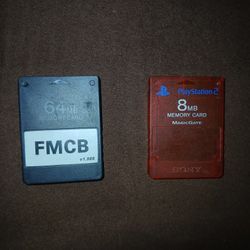 64MB
MEMORY CARD
FMCB
v1.966
PlayStation 2
8MB
MEMORY CARD
MAGICGATE
SONY